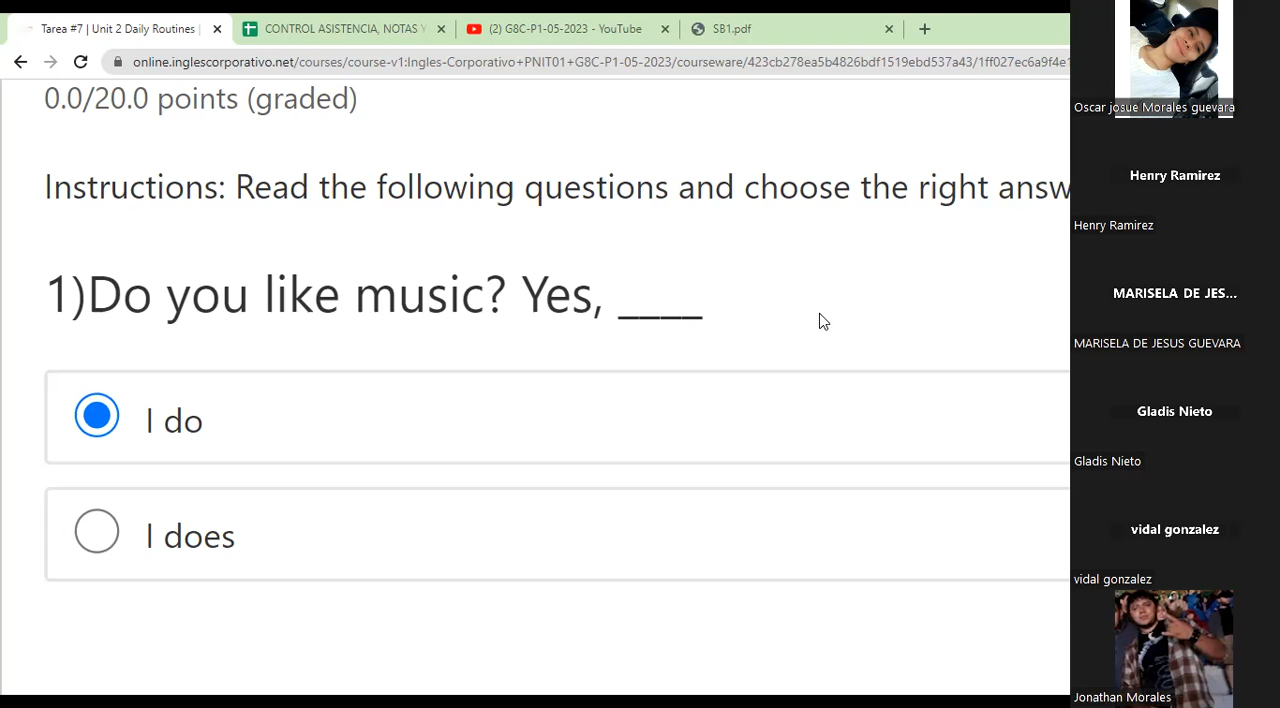 Tarea #7 | Unit 2 Daily Routines |
CONTROL ASISTENCIA, NOTAS Y
(2) G8C-P1-05-2023 - YouTube
SB1.pdf
online.inglescorporativo.net/courses/course-v1:Ingles-Corporativo+PNIT01+G8C-P1-05-2023/courseware/423cb278ea5b4826bdf1519ebd537a43/1ff027ec6a9f4e1
0.0/20.0 points (graded)
Instructions: Read the following questions and choose the right answ
1)Do you like music? Yes, ____
I do
I does
Oscar josue Morales guevara
Henry Ramirez
Henry Ramirez
MARISELA DE JES...
MARISELA DE JESUS GUEVARA
Gladis Nieto
Gladis Nieto
vidal gonzalez
vidal gonzalez
Jonathan Morales